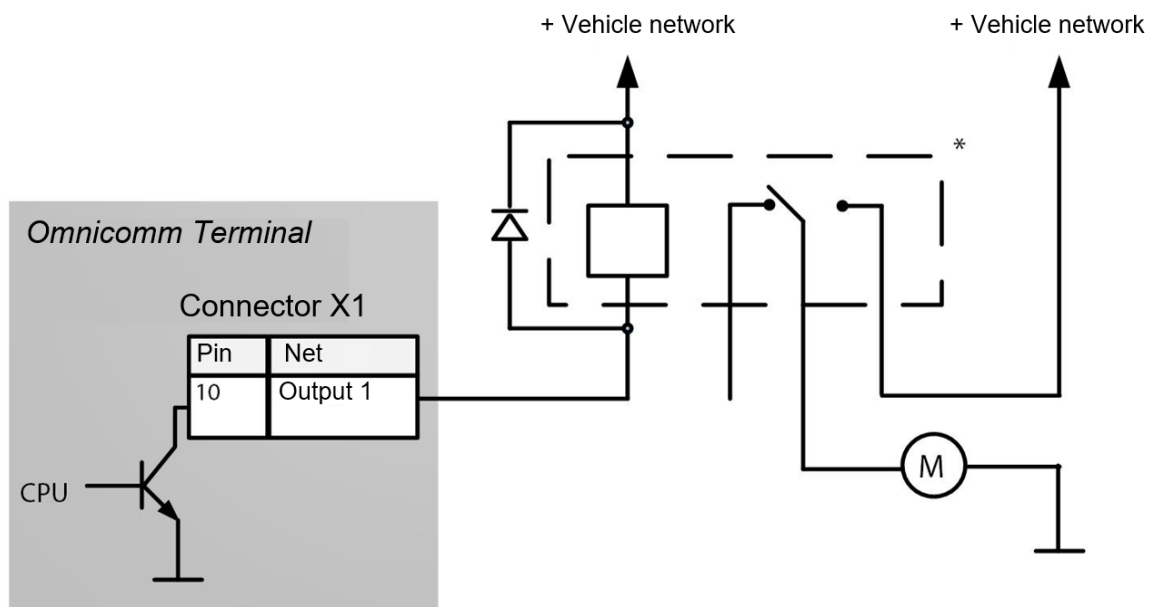 + Vehicle network
+ Vehicle network
*
Omnicomm Terminal
Connector X1
Pin Net
10 Output 1
CPU
M